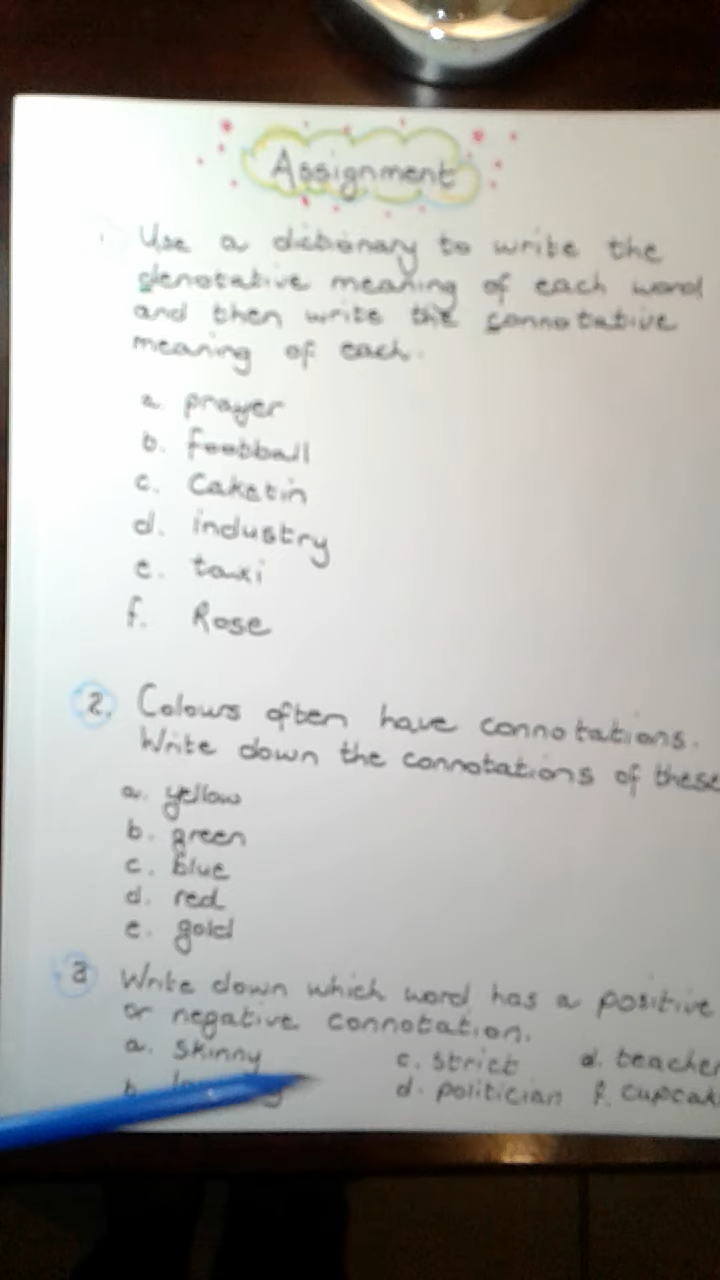 Assignment
Use a dictionary to write the
denotative meaning of each word
and then write the connotative
meaning of each.
a. prayer
b. football
c. Caketin
d. industry
e. taxi
f. Rose
2. Colours often have connotations.
Write down the connotations of these
a. yellow
b. green
c. blue
d. red
e. gold
3 Write down which word has a positive
or negative connotation.
a. skinny c. strict d. teacher
b. d. politician f. cupcak